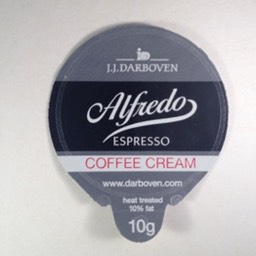 J.J.DARBOVEN
Alfredo
ESPRESSO
COFFEE CREAM
www.darboven.com
heat treated
10% fat
10g